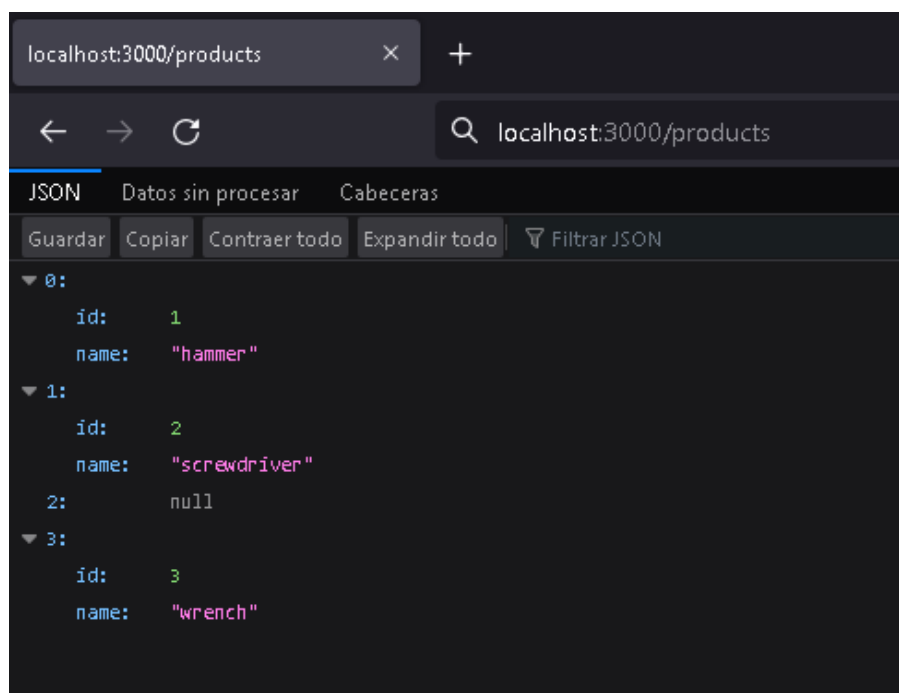 localhost:3000/products
localhost:3000/products
JSON Datos sin procesar Cabeceras
Guardar Copiar Contraer todo Expandir todo Filtrar JSON
0:
id: 1
name: "hammer"
1:
id: 2
name: "screwdriver"
2: null
3:
id: 3
name: "wrench"